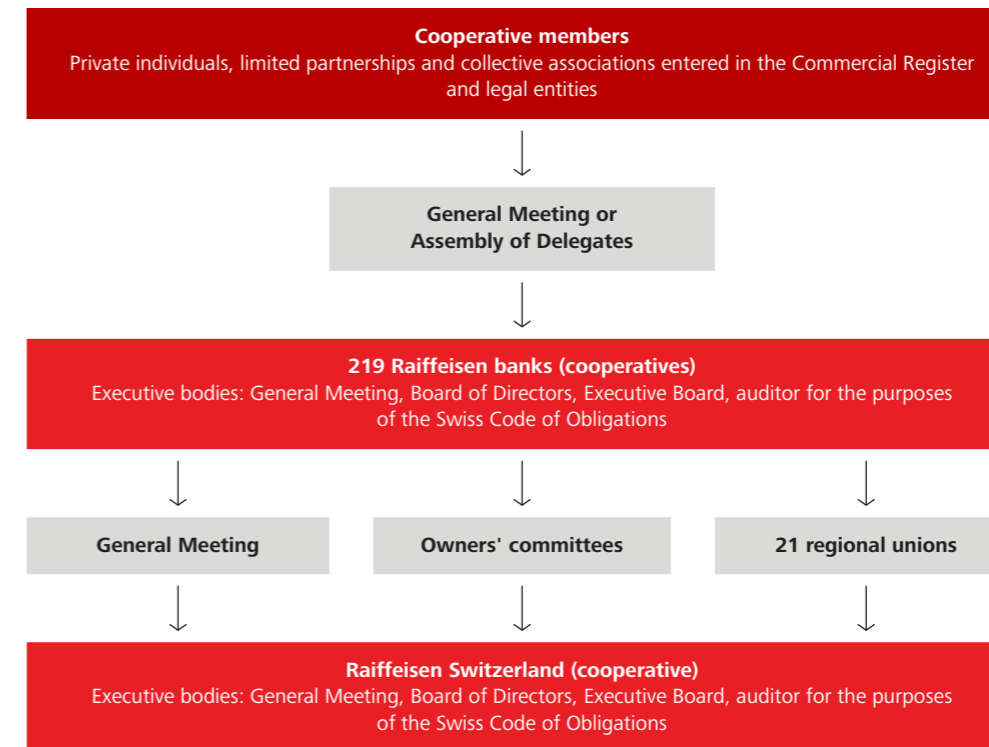 Cooperative members
Private individuals, limited partnerships and collective associations entered in the Commercial Register
and legal entities
General Meeting or
Assembly of Delegates
219 Raiffeisen banks (cooperatives)
Executive bodies: General Meeting, Board of Directors, Executive Board, auditor for the purposes
of the Swiss Code of Obligations
General Meeting
Owners' committees
21 regional unions
Raiffeisen Switzerland (cooperative)
Executive bodies: General Meeting, Board of Directors, Executive Board, auditor for the purposes
of the Swiss Code of Obligations